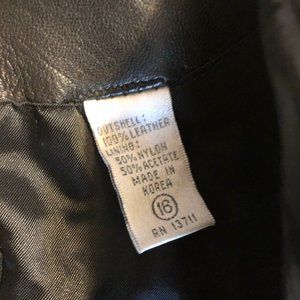 OUTSHELL:
100% LEATHER
LINING:
50% NYLON
50% ACETATE
MADE IN
KOREA
16
RN 13711